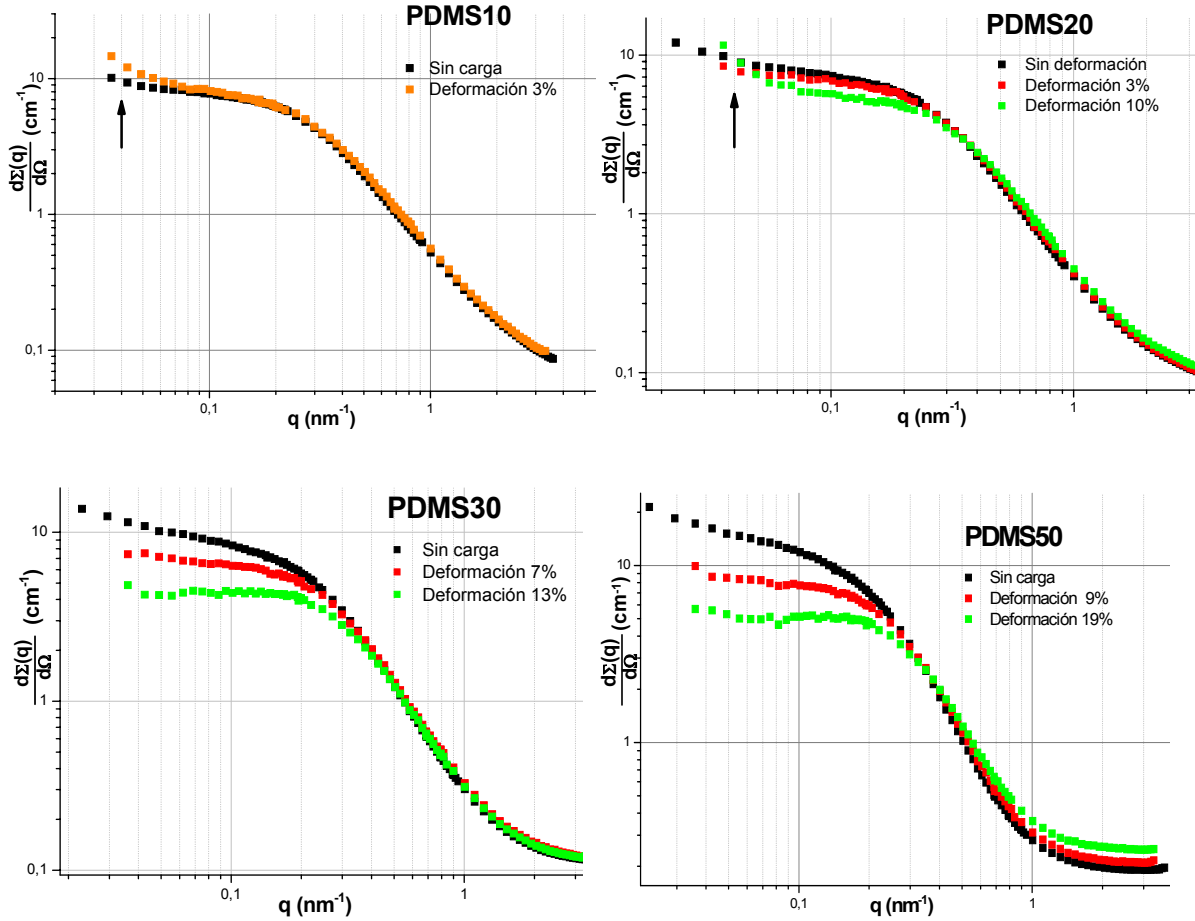 PDMS10
Sin carga
Deformación 3%
10
1
0,1
dΣ(q)
dΩ
(cm-1)
0,1
1
q (nm-1)
PDMS20
Sin deformación
Deformación 3%
Deformación 10%
10
1
0,1
dΣ(q)
dΩ
(cm-1)
0,1
1
q (nm-1)
PDMS30
Sin carga
Deformación 7%
Deformación 13%
10
1
0,1
dΣ(q)
dΩ
(cm-1)
0,1
1
q (nm-1)
PDMS50
Sin carga
Deformación 9%
Deformación 19%
10
1
dΣ(q)
dΩ
(cm-1)
0,1
1
q (nm-1)